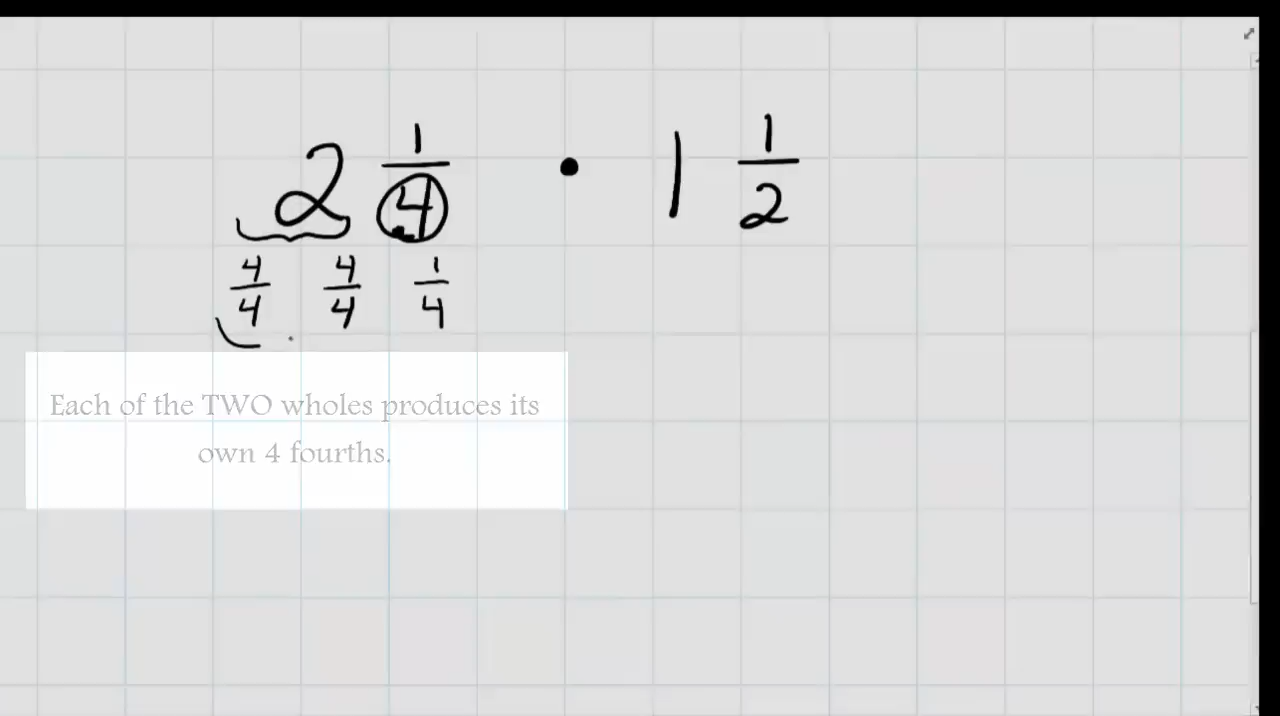 2 1/4 • 1 1/2
4/4 4/4 1/4
Each of the TWO wholes produces its
own 4 fourths.